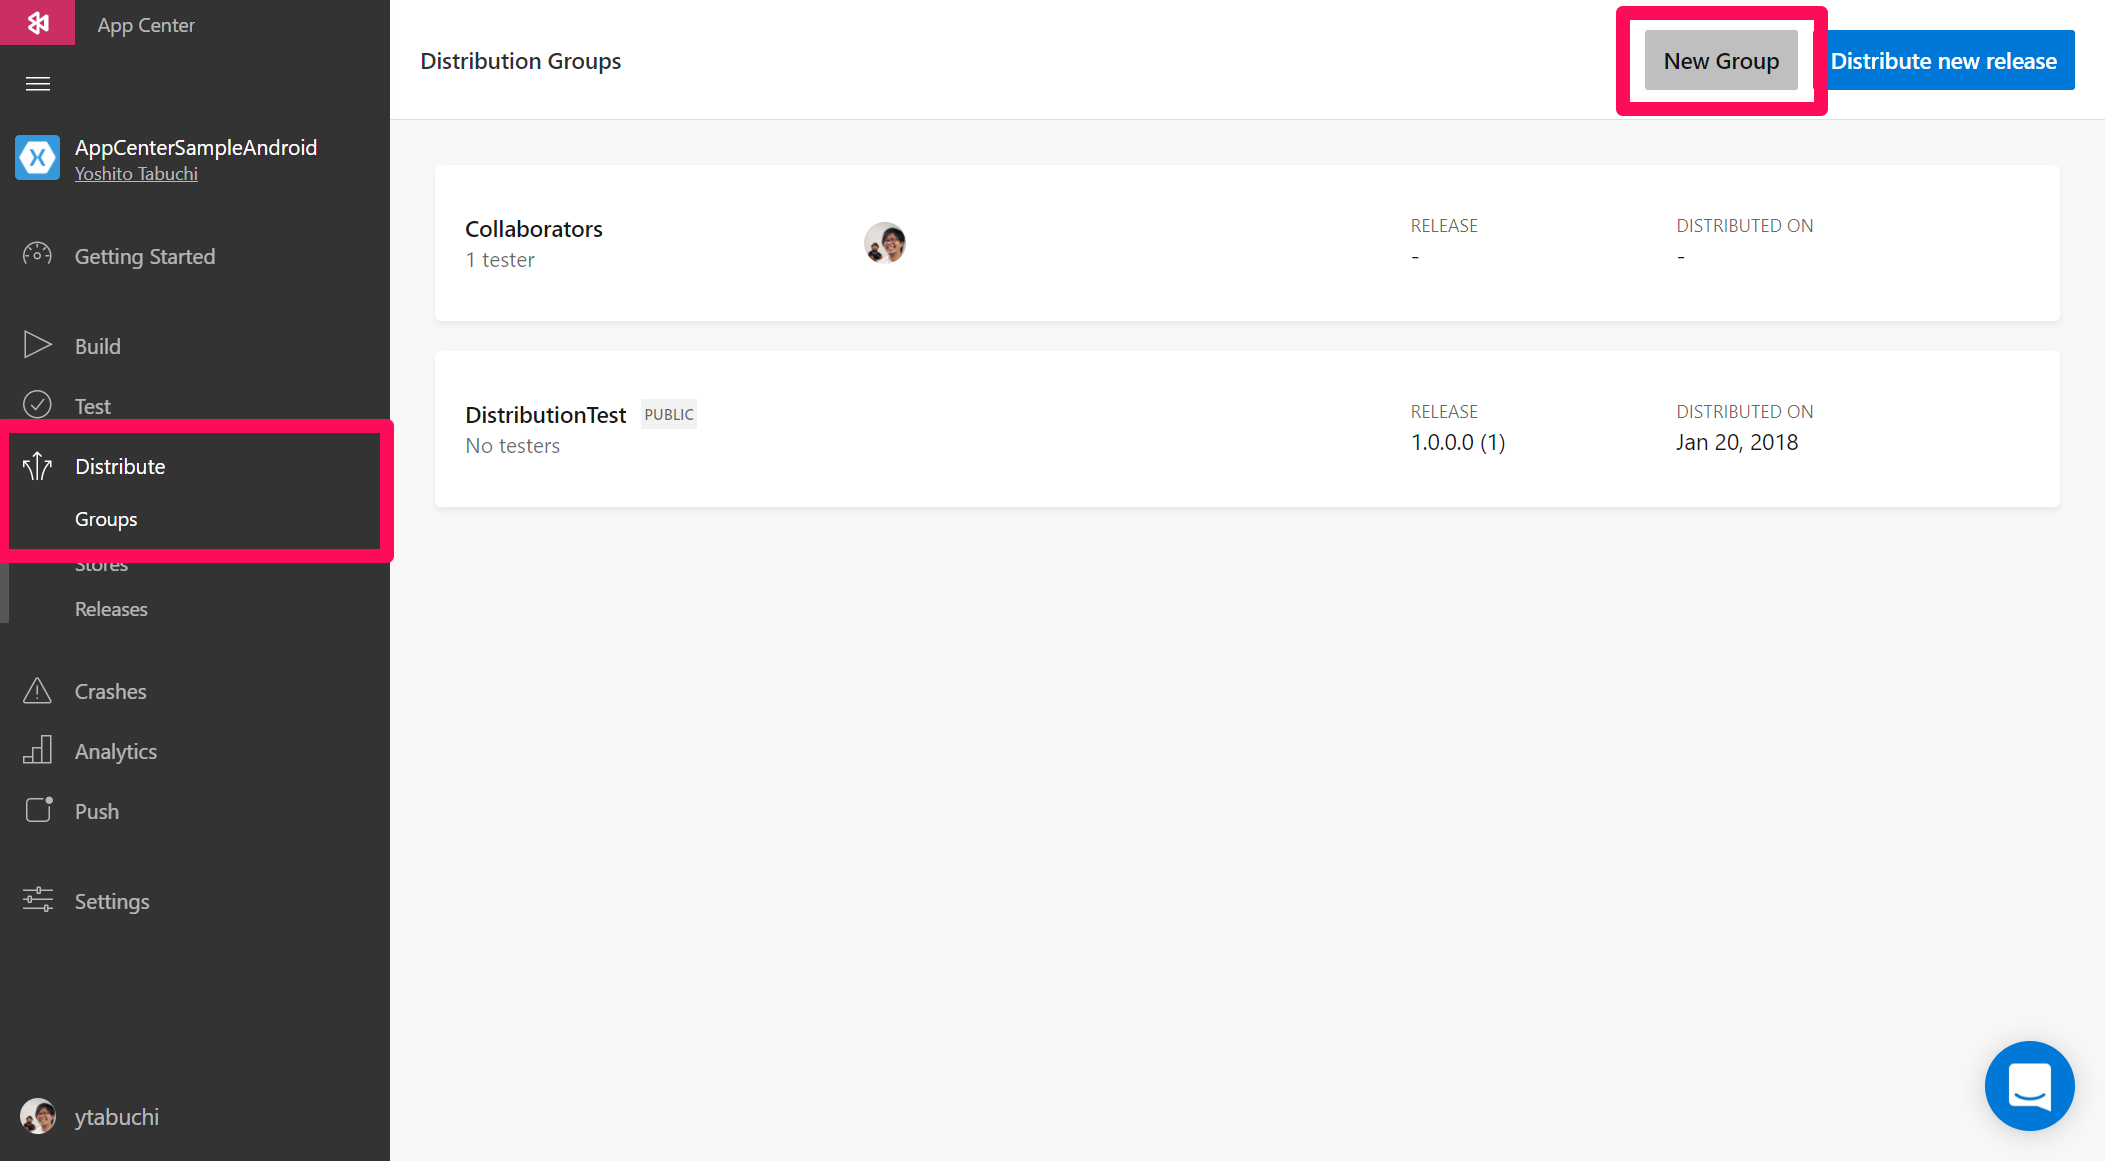 App Center
AppCenterSampleAndroid
Yoshito Tabuchi
Getting Started
Build
Test
Distribute
Groups
Stores
Releases
Crashes
Analytics
Push
Settings
ytabuchi
Distribution Groups
New Group
Distribute new release
Collaborators
1 tester
RELEASE
-
DISTRIBUTED ON
-
DistributionTest PUBLIC
No testers
RELEASE
1.0.0.0 (1)
DISTRIBUTED ON
Jan 20, 2018